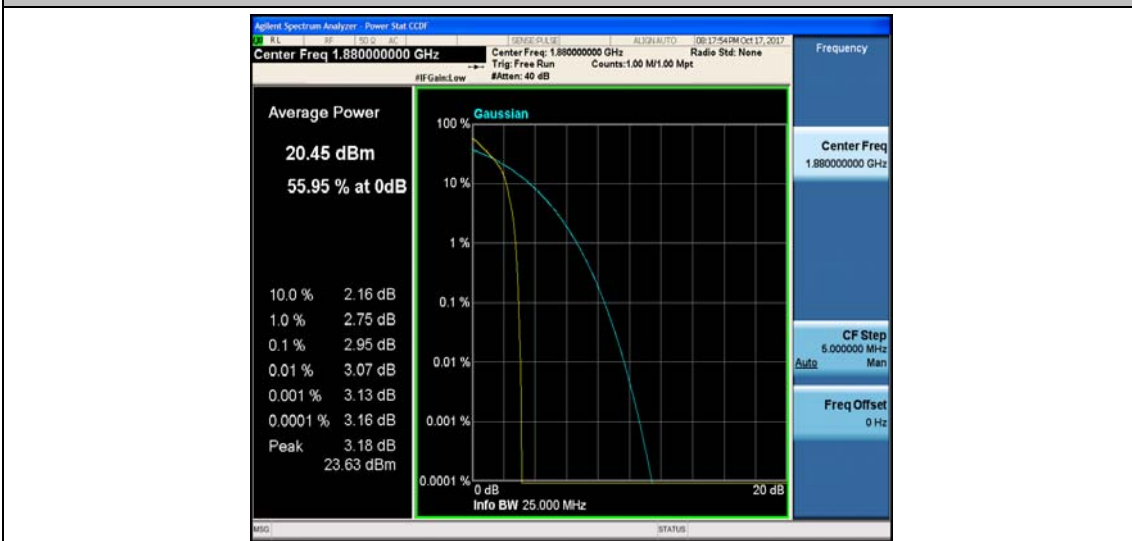 Agilent Spectrum Analyzer - Power Stat CCDF
RL RF 50 Ω AC SENSE:PULSE ALIGN AUTO 08:17:54 PM Oct 17, 2017
Center Freq 1.880000000 GHz
Center Freq: 1.880000000 GHz Radio Std: None
Trig: Free Run Counts:1.00 M/1.00 Mpt
#IFGain:Low #Atten: 40 dB
Frequency
Average Power
20.45 dBm
55.95 % at 0dB
10.0 % 2.16 dB
1.0 % 2.75 dB
0.1 % 2.95 dB
0.01 % 3.07 dB
0.001 % 3.13 dB
0.0001 % 3.16 dB
Peak 3.18 dB
23.63 dBm
Gaussian
100 %
10 %
1 %
0.1 %
0.01 %
0.001 %
0.0001 %
0 dB 20 dB
Info BW 25.000 MHz
Center Freq
1.880000000 GHz
CF Step
5.000000 MHz
Auto Man
Freq Offset
0 Hz
MSG STATUS